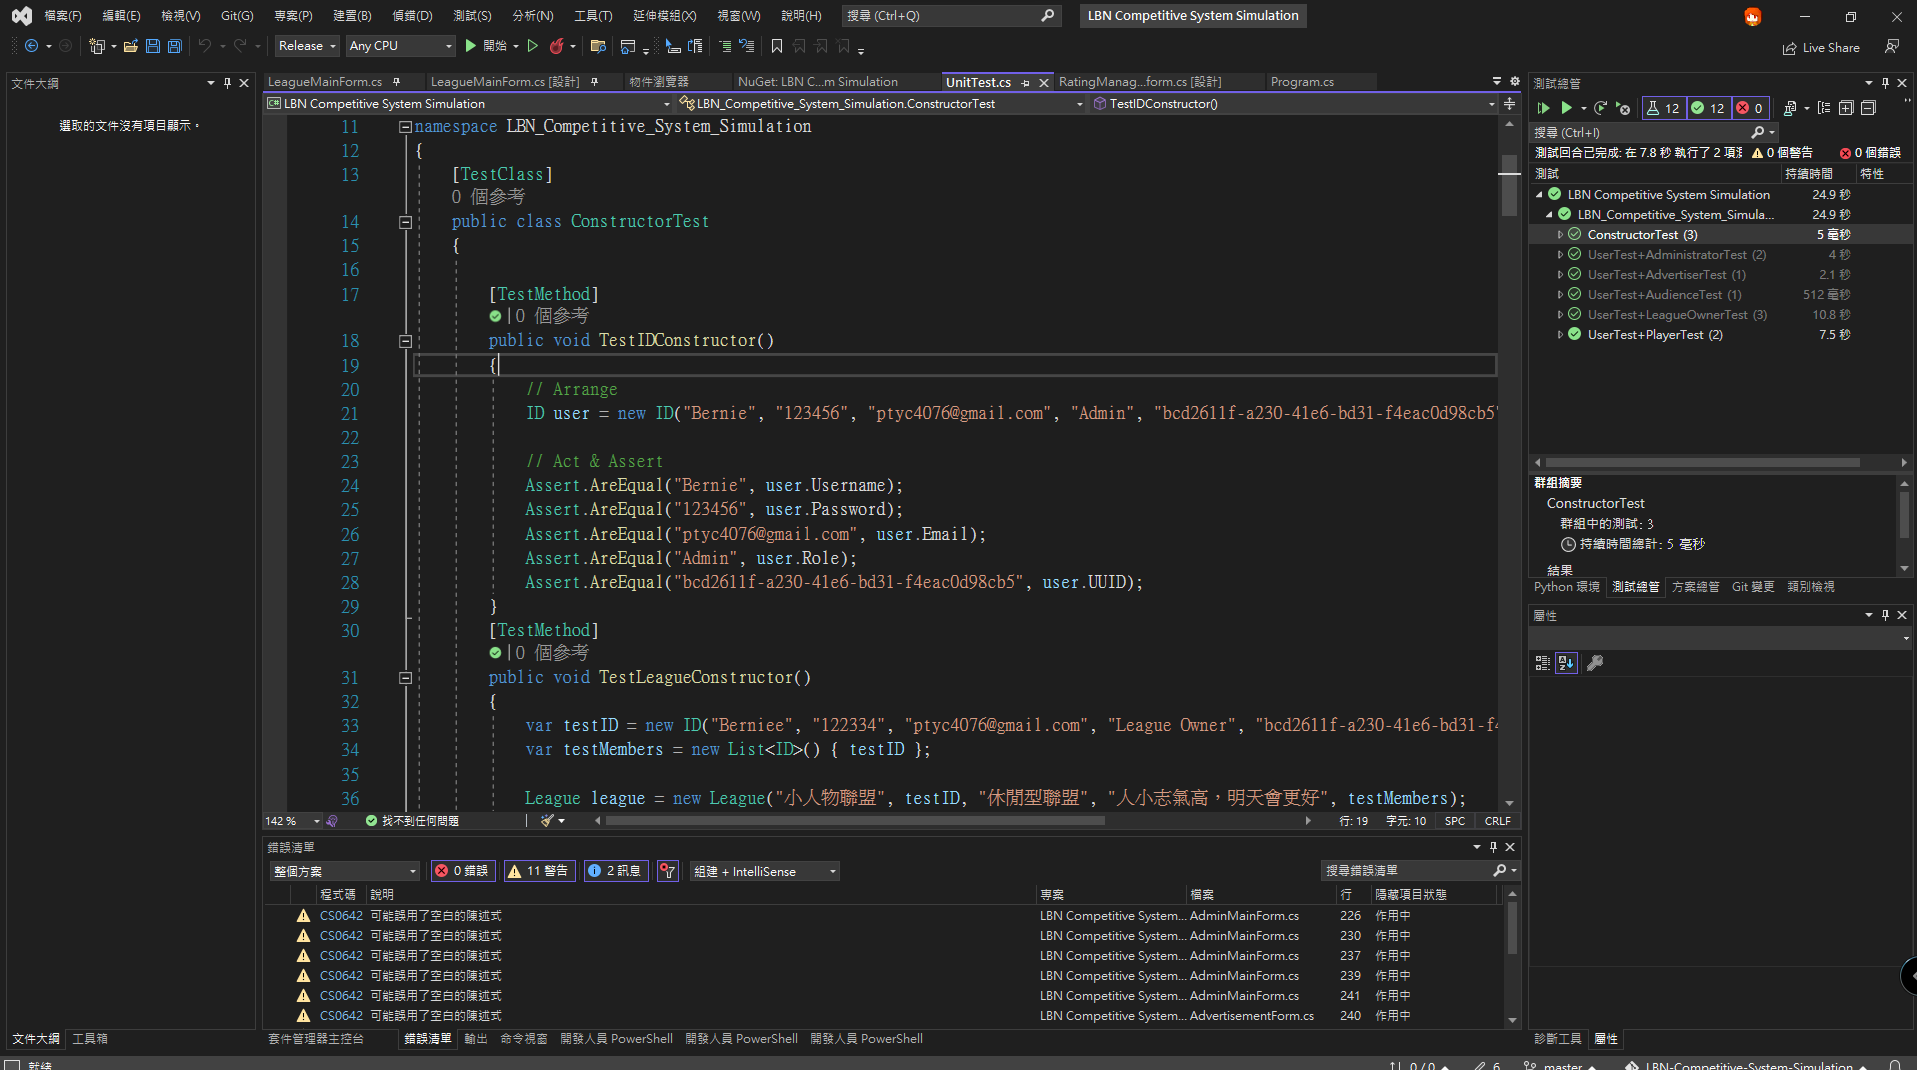 檔案(F) 編輯(E) 檢視(V) Git(G) 專案(P) 建置(B) 偵錯(D) 測試(S) 分析(N) 工具(T) 延伸模組(X) 視窗(W) 說明(H) 搜尋 (Ctrl+Q) LBN Competitive System Simulation
Release Any CPU 開始 Live Share
文件大綱
選取的文件沒有項目顯示。
LeagueMainForm.cs LeagueMainForm.cs [設計] 物件瀏覽器 NuGet: LBN C...m Simulation UnitTest.cs RatingManag...form.cs [設計] Program.cs
LBN Competitive System Simulation LBN_Competitive_System_Simulation.ConstructorTest TestIDConstructor()
11 namespace LBN_Competitive_System_Simulation
12 {
13 [TestClass]
0 個參考
14 public class ConstructorTest
15 {
16
17 [TestMethod]
0 個參考
18 public void TestIDConstructor()
19 {
20 // Arrange
21 ID user = new ID("Bernie", "123456", "ptyc4076@gmail.com", "Admin", "bcd2611f-a230-41e6-bd31-f4eac0d98cb5"
22
23 // Act & Assert
24 Assert.AreEqual("Bernie", user.Username);
25 Assert.AreEqual("123456", user.Password);
26 Assert.AreEqual("ptyc4076@gmail.com", user.Email);
27 Assert.AreEqual("Admin", user.Role);
28 Assert.AreEqual("bcd2611f-a230-41e6-bd31-f4eac0d98cb5", user.UUID);
29 }
30 [TestMethod]
0 個參考
31 public void TestLeagueConstructor()
32 {
33 var testID = new ID("Berniee", "122334", "ptyc4076@gmail.com", "League Owner", "bcd2611f-a230-41e6-bd31-f4
34 var testMembers = new List<ID>() { testID };
35
36 League league = new League("小人物聯盟", testID, "休閒型聯盟", "人小志氣高，明天會更好", testMembers);
142 % 找不到任何問題 行: 19 字元: 10 SPC CRLF
錯誤清單
整個方案 0 錯誤 11 警告 2 訊息 組建 + IntelliSense 搜尋錯誤清單
程式碼 說明 專案 檔案 行 隱藏項目狀態
CS0642 可能誤用了空白的陳述式 LBN Competitive System... AdminMainForm.cs 226 作用中
CS0642 可能誤用了空白的陳述式 LBN Competitive System... AdminMainForm.cs 230 作用中
CS0642 可能誤用了空白的陳述式 LBN Competitive System... AdminMainForm.cs 237 作用中
CS0642 可能誤用了空白的陳述式 LBN Competitive System... AdminMainForm.cs 239 作用中
CS0642 可能誤用了空白的陳述式 LBN Competitive System... AdminMainForm.cs 241 作用中
CS0642 可能誤用了空白的陳述式 LBN Competitive System... AdvertisementForm.cs 240 作用中
文件大綱 工具箱
套件管理器主控台 錯誤清單 輸出 命令視窗 開發人員 PowerShell 開發人員 PowerShell 開發人員 PowerShell
測試總管
12 12 0
搜尋 (Ctrl+I)
測試回合已完成: 在 7.8 秒 執行了 2 項 0 個警告 0 個錯誤
測試 持續時間 特性
LBN Competitive System Simulation 24.9 秒
LBN_Competitive_System_Simula... 24.9 秒
ConstructorTest (3) 5 毫秒
UserTest+AdministratorTest (2) 4 秒
UserTest+AdvertiserTest (1) 2.1 秒
UserTest+AudienceTest (1) 512 毫秒
UserTest+LeagueOwnerTest (3) 10.8 秒
UserTest+PlayerTest (2) 7.5 秒
群組摘要
ConstructorTest
群組中的測試: 3
持續時間總計: 5 毫秒
結果
Python 環境 測試總管 方案總管 Git 變更 類別檢視
屬性
診斷工具 屬性
就緒 0 / 0 6 master LBN-Competitive-System-Simulation